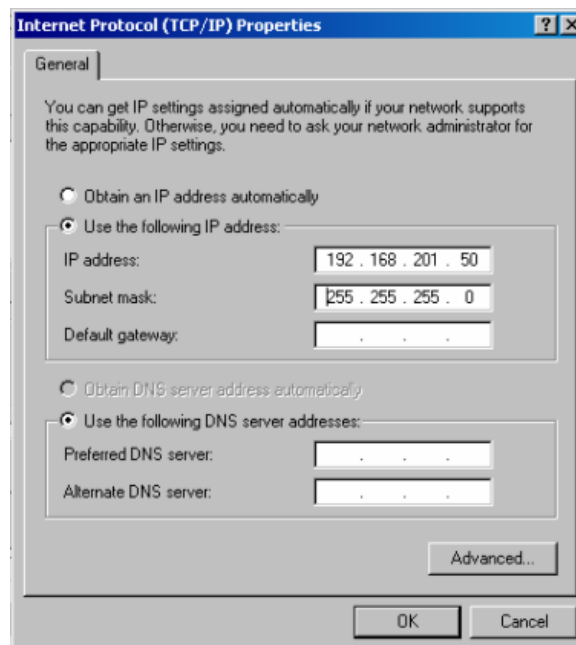 Internet Protocol (TCP/IP) Properties
General
You can get IP settings assigned automatically if your network supports
this capability. Otherwise, you need to ask your network administrator for
the appropriate IP settings.
Obtain an IP address automatically
Use the following IP address:
IP address: 192 . 168 . 201 . 50
Subnet mask: 255 . 255 . 255 . 0
Default gateway: . . .
Obtain DNS server address automatically
Use the following DNS server addresses:
Preferred DNS server: . . .
Alternate DNS server: . . .
Advanced...
OK Cancel